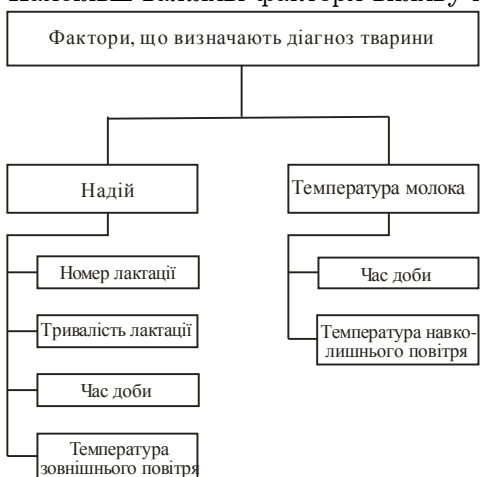 Фактори, що визначають діагноз тварини
Надій
Температура молока
Номер лактації
Тривалість лактації
Час доби
Температура
зовнішнього повітря
Час доби
Температура навко-
лишнього повітря